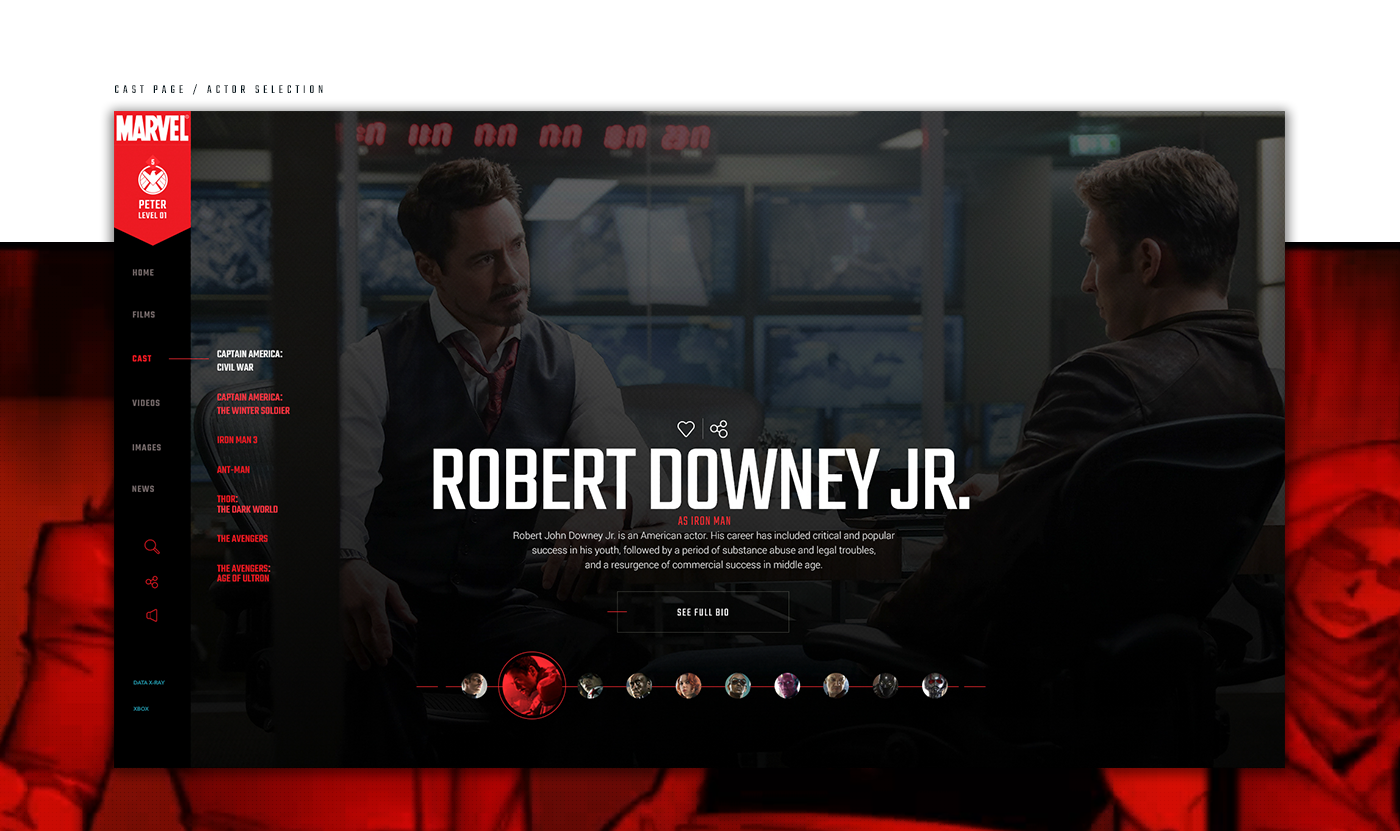 CAST PAGE / ACTOR SELECTION
MARVEL
PETER
LEVEL 01
HOME
FILMS
CAST
VIDEOS
IMAGES
NEWS
DATA X-RAY
XBOX
CAPTAIN AMERICA:
CIVIL WAR
CAPTAIN AMERICA:
THE WINTER SOLDIER
IRON MAN 3
ANT-MAN
THOR:
THE DARK WORLD
THE AVENGERS
THE AVENGERS:
AGE OF ULTRON
ROBERT DOWNEY JR.
AS IRON MAN
Robert John Downey Jr. is an American actor. His career has included critical and popular
success in his youth, followed by a period of substance abuse and legal troubles,
and a resurgence of commercial success in middle age.
SEE FULL BIO